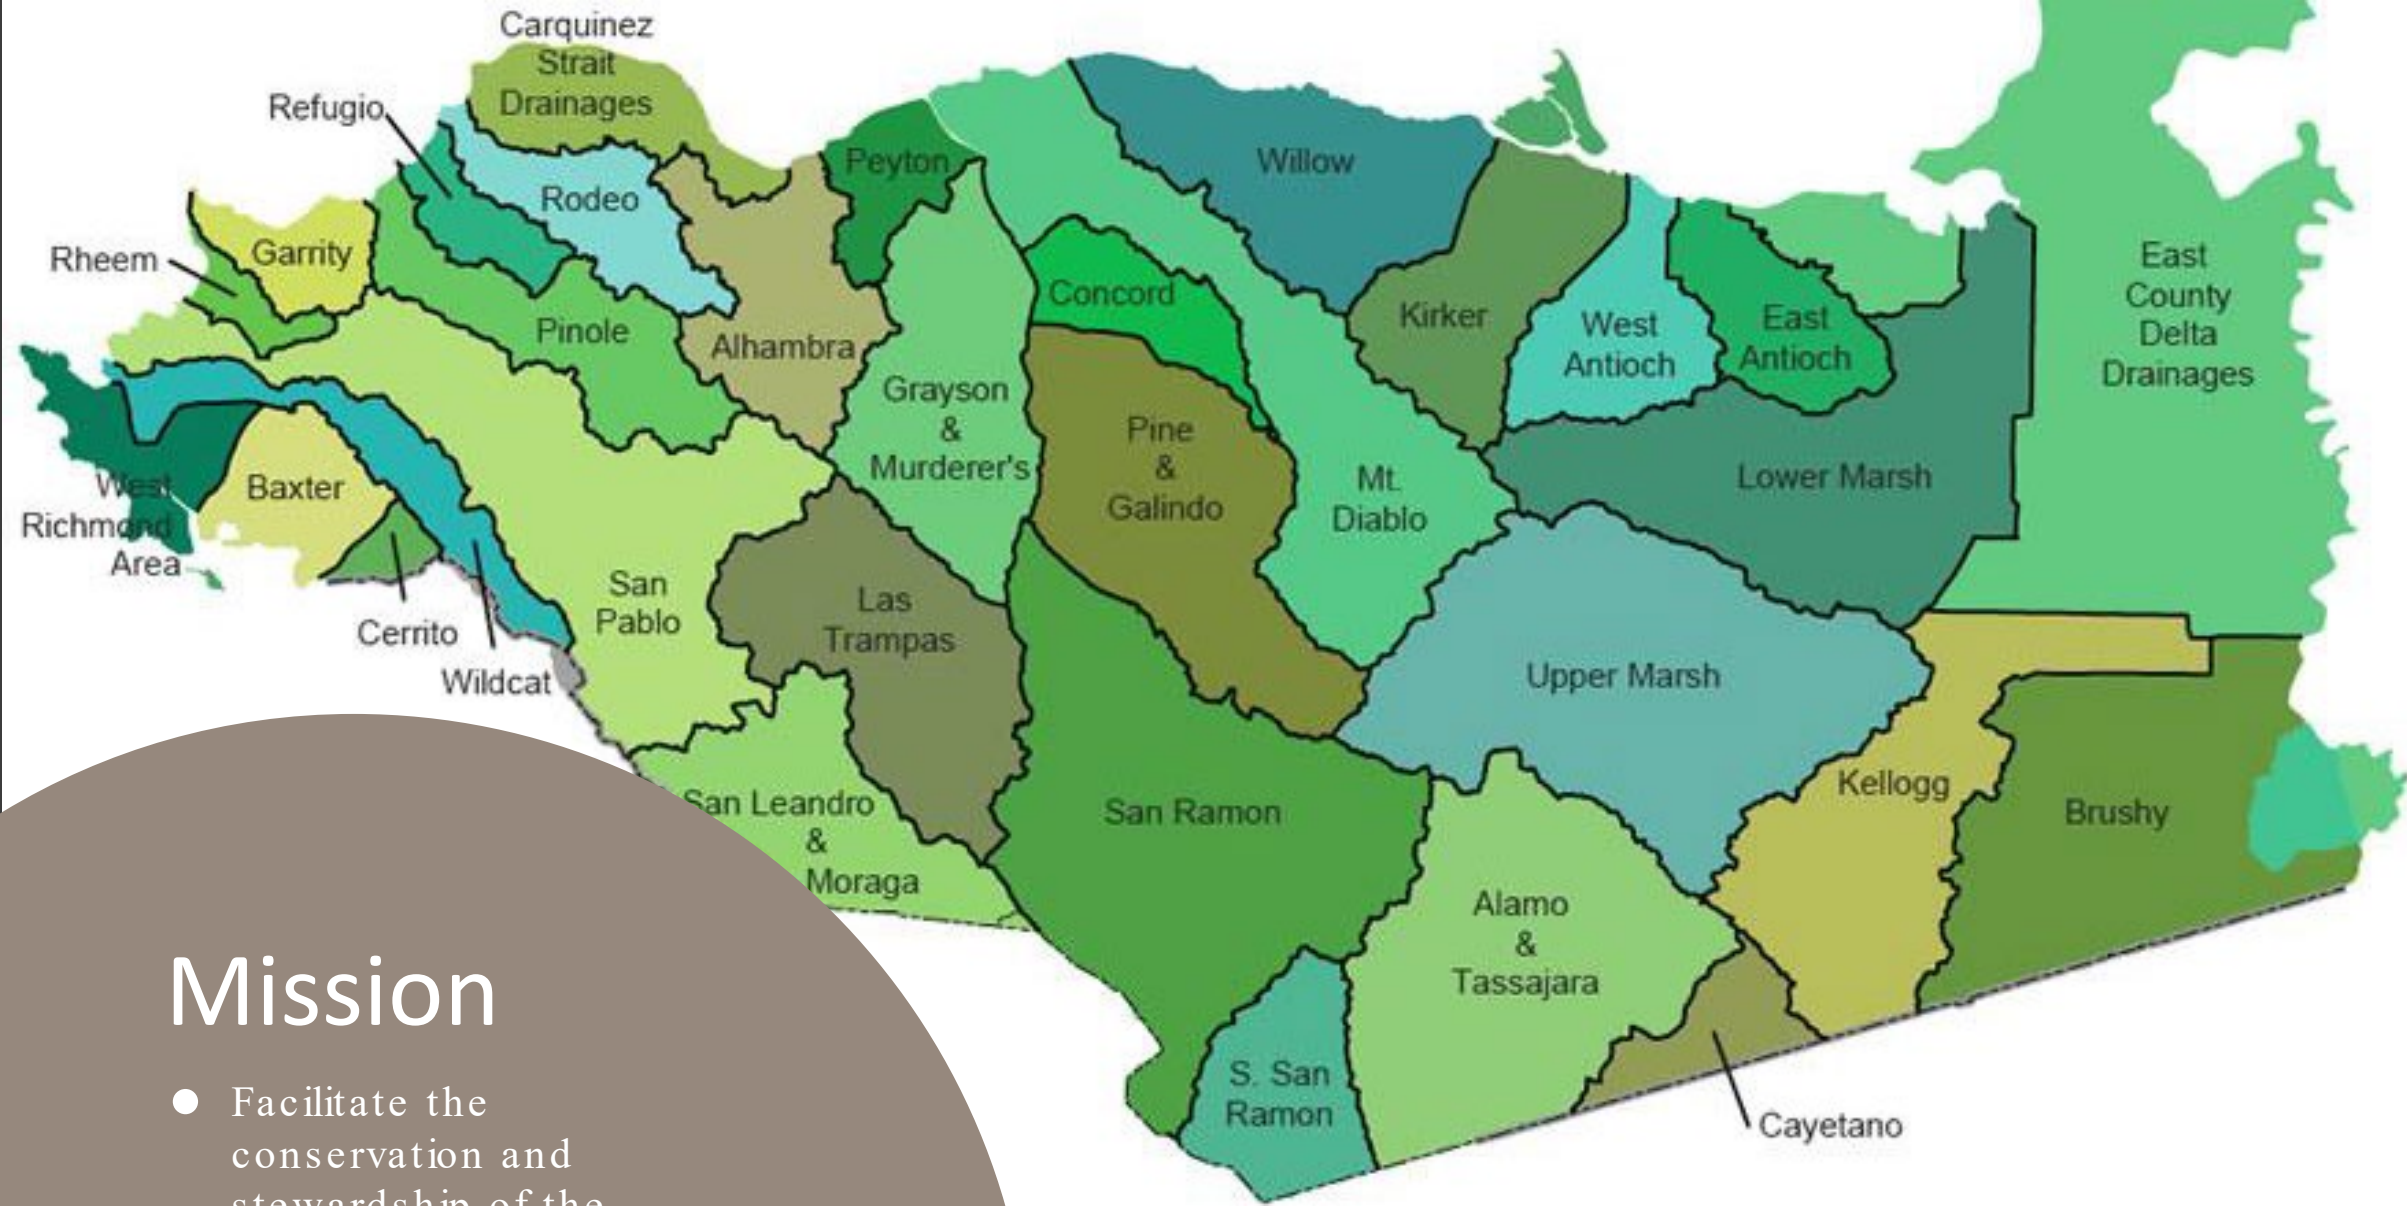 Carquinez
Strait
Drainages
Refugio
Peyton
Willow
Rodeo
Rheem
Garrity
East
County
Delta
Drainages
Concord
Pinole
Alhambra
Kirker
West
Antioch
East
Antioch
Grayson
&
Murderer's
Pine
&
Galindo
Mt.
Diablo
Lower Marsh
Baxter
West
Richmond
Area
San
Pablo
Las
Trampas
Cerrito
Wildcat
Upper Marsh
Kellogg
Brushy
San Leandro
&
Moraga
San Ramon
Alamo
&
Tassajara
S. San
Ramon
Cayetano
Mission
● Facilitate the
conservation and
stewardship of the